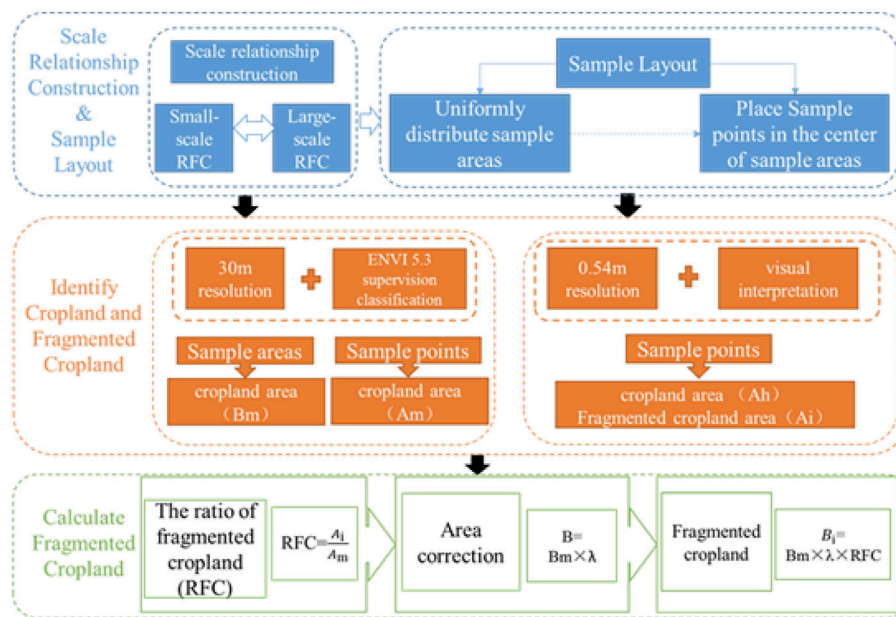 Scale
Relationship
Construction
&
Sample
Layout
Scale relationship
construction
Small-
scale
RFC
Large-
scale
RFC
Sample Layout
Uniformly
distribute sample
areas
Place Sample
points in the center
of sample areas
Identify
Cropland and
Fragmented
Cropland
30m
resolution
ENVI 5.3
supervision
classification
Sample areas
Sample points
cropland area
（Bm）
cropland area
（Am）
0.54m
resolution
visual
interpretation
Sample points
cropland area （Ah）
Fragmented cropland area （Ai）
Calculate
Fragmented
Cropland
The ratio of
fragmented
cropland
(RFC)
RFC=Ai/Am
Area
correction
B=
Bm×λ
Fragmented
cropland
Bi=
Bm×λ×RFC